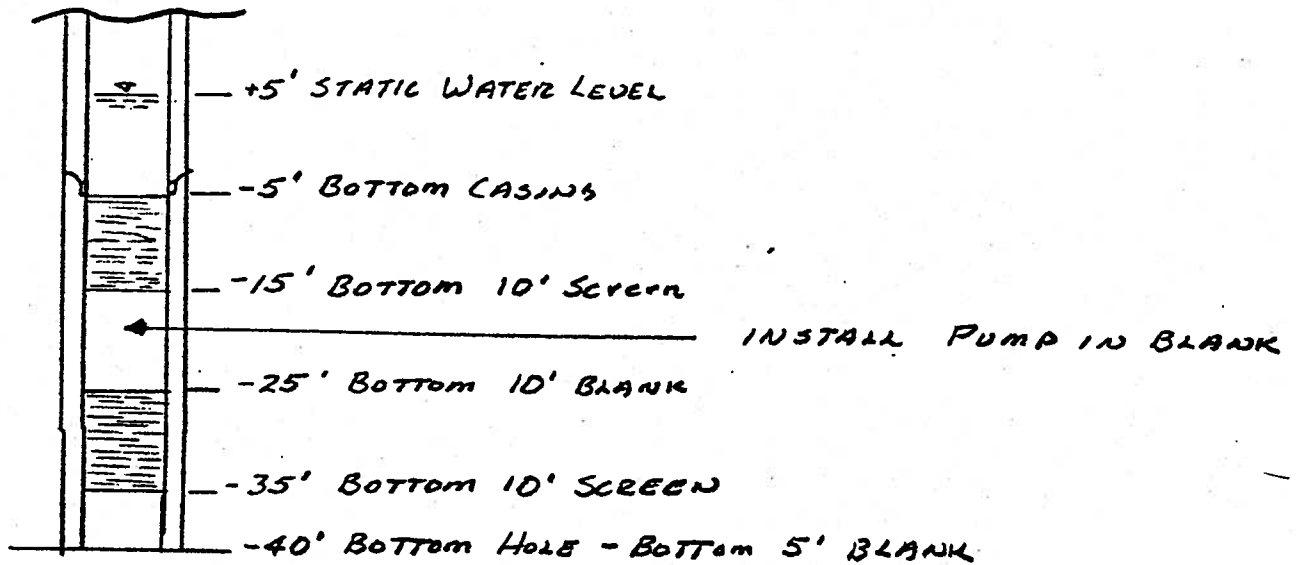 +5' STATIC WATER LEVEL
-5' BOTTOM CASING
-15' BOTTOM 10' Screen
INSTALL PUMP IN BLANK
-25' BOTTOM 10' BLANK
-35' BOTTOM 10' SCREEN
-40' BOTTOM HOLE - BOTTOM 5' BLANK